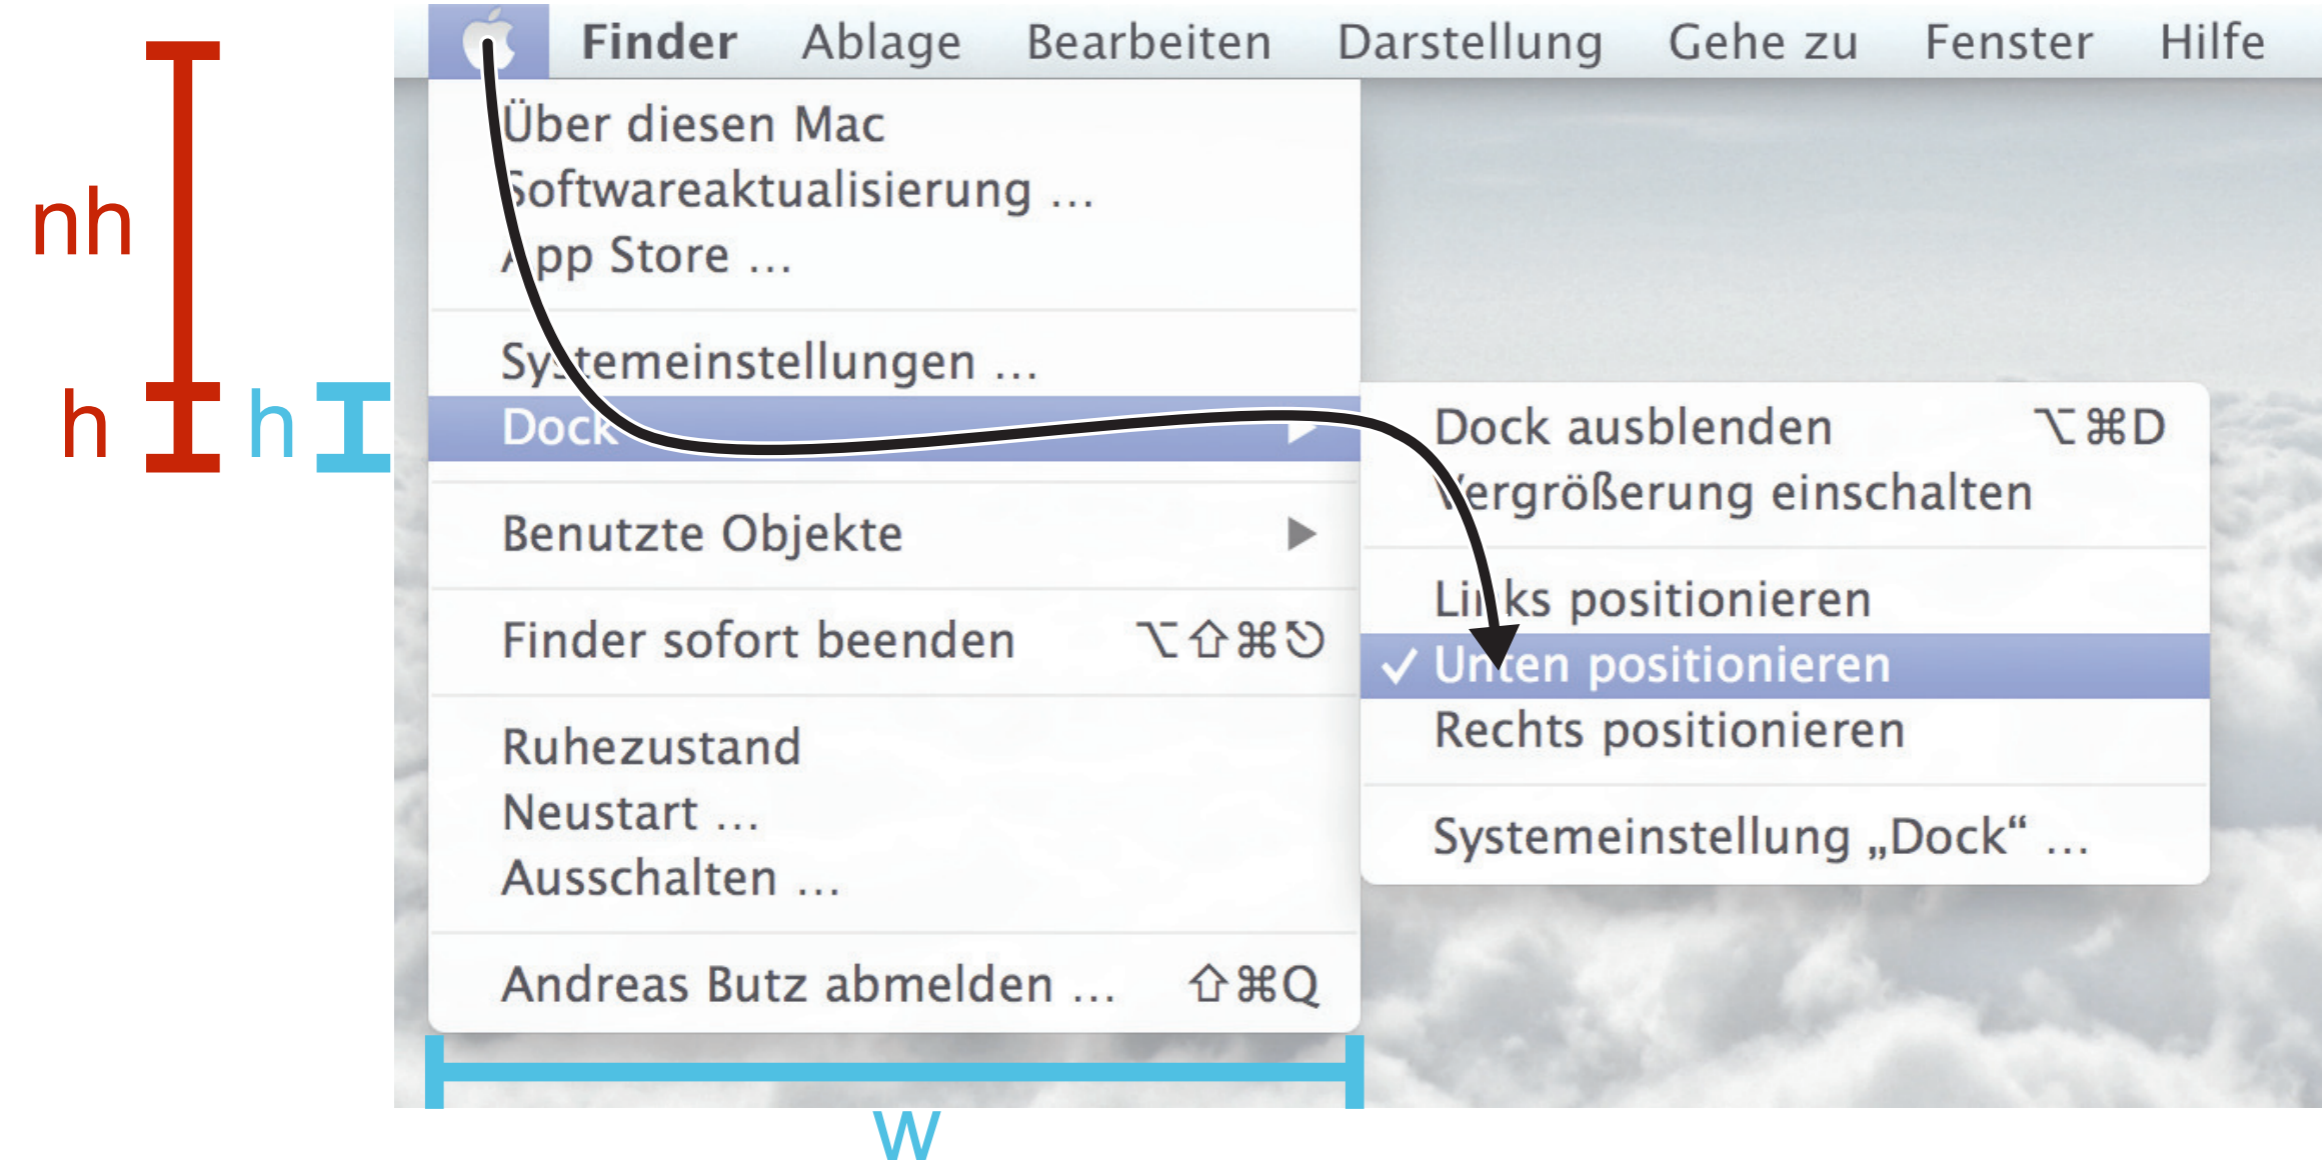 Finder Ablage Bearbeiten Darstellung Gehe zu Fenster Hilfe
Über diesen Mac
Softwareaktualisierung ...
App Store ...
Systemeinstellungen ...
Dock
Benutzte Objekte
Finder sofort beenden ⌥⇧⌘⎋
Ruhezustand
Neustart ...
Ausschalten ...
Andreas Butz abmelden ... ⇧⌘Q
Dock ausblenden ⌥⌘D
Vergrößerung einschalten
Links positionieren
✓ Unten positionieren
Rechts positionieren
Systemeinstellung „Dock“ ...
nh
h
h
w